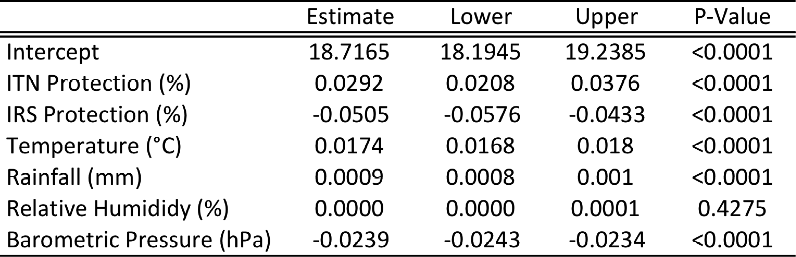 Estimate Lower Upper P-Value
Intercept 18.7165 18.1945 19.2385 <0.0001
ITN Protection (%) 0.0292 0.0208 0.0376 <0.0001
IRS Protection (%) -0.0505 -0.0576 -0.0433 <0.0001
Temperature (°C) 0.0174 0.0168 0.018 <0.0001
Rainfall (mm) 0.0009 0.0008 0.001 <0.0001
Relative Humididy (%) 0.0000 0.0000 0.0001 0.4275
Barometric Pressure (hPa) -0.0239 -0.0243 -0.0234 <0.0001